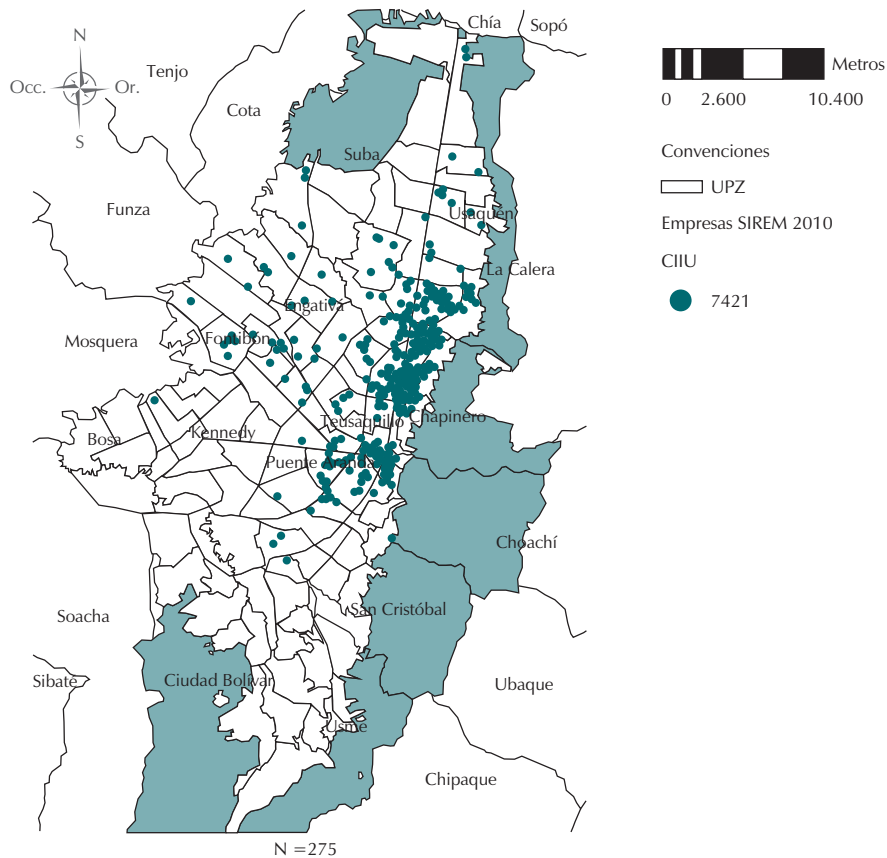 Chía
Sopó
N
Tenjo
Occ.
Or.
S
Cota
Suba
Funza
Usaquén
La Calera
Engativá
Mosquera
Fontibón
Chapinero
Teusaquillo
Bosa
Kennedy
Puente Aranda
Choachí
San Cristóbal
Soacha
Sibaté
Ciudad Bolívar
Ubaque
Usme
Chipaque
N =275
Metros
0 2.600 10.400
Convenciones
UPZ
Empresas SIREM 2010
CIIU
7421